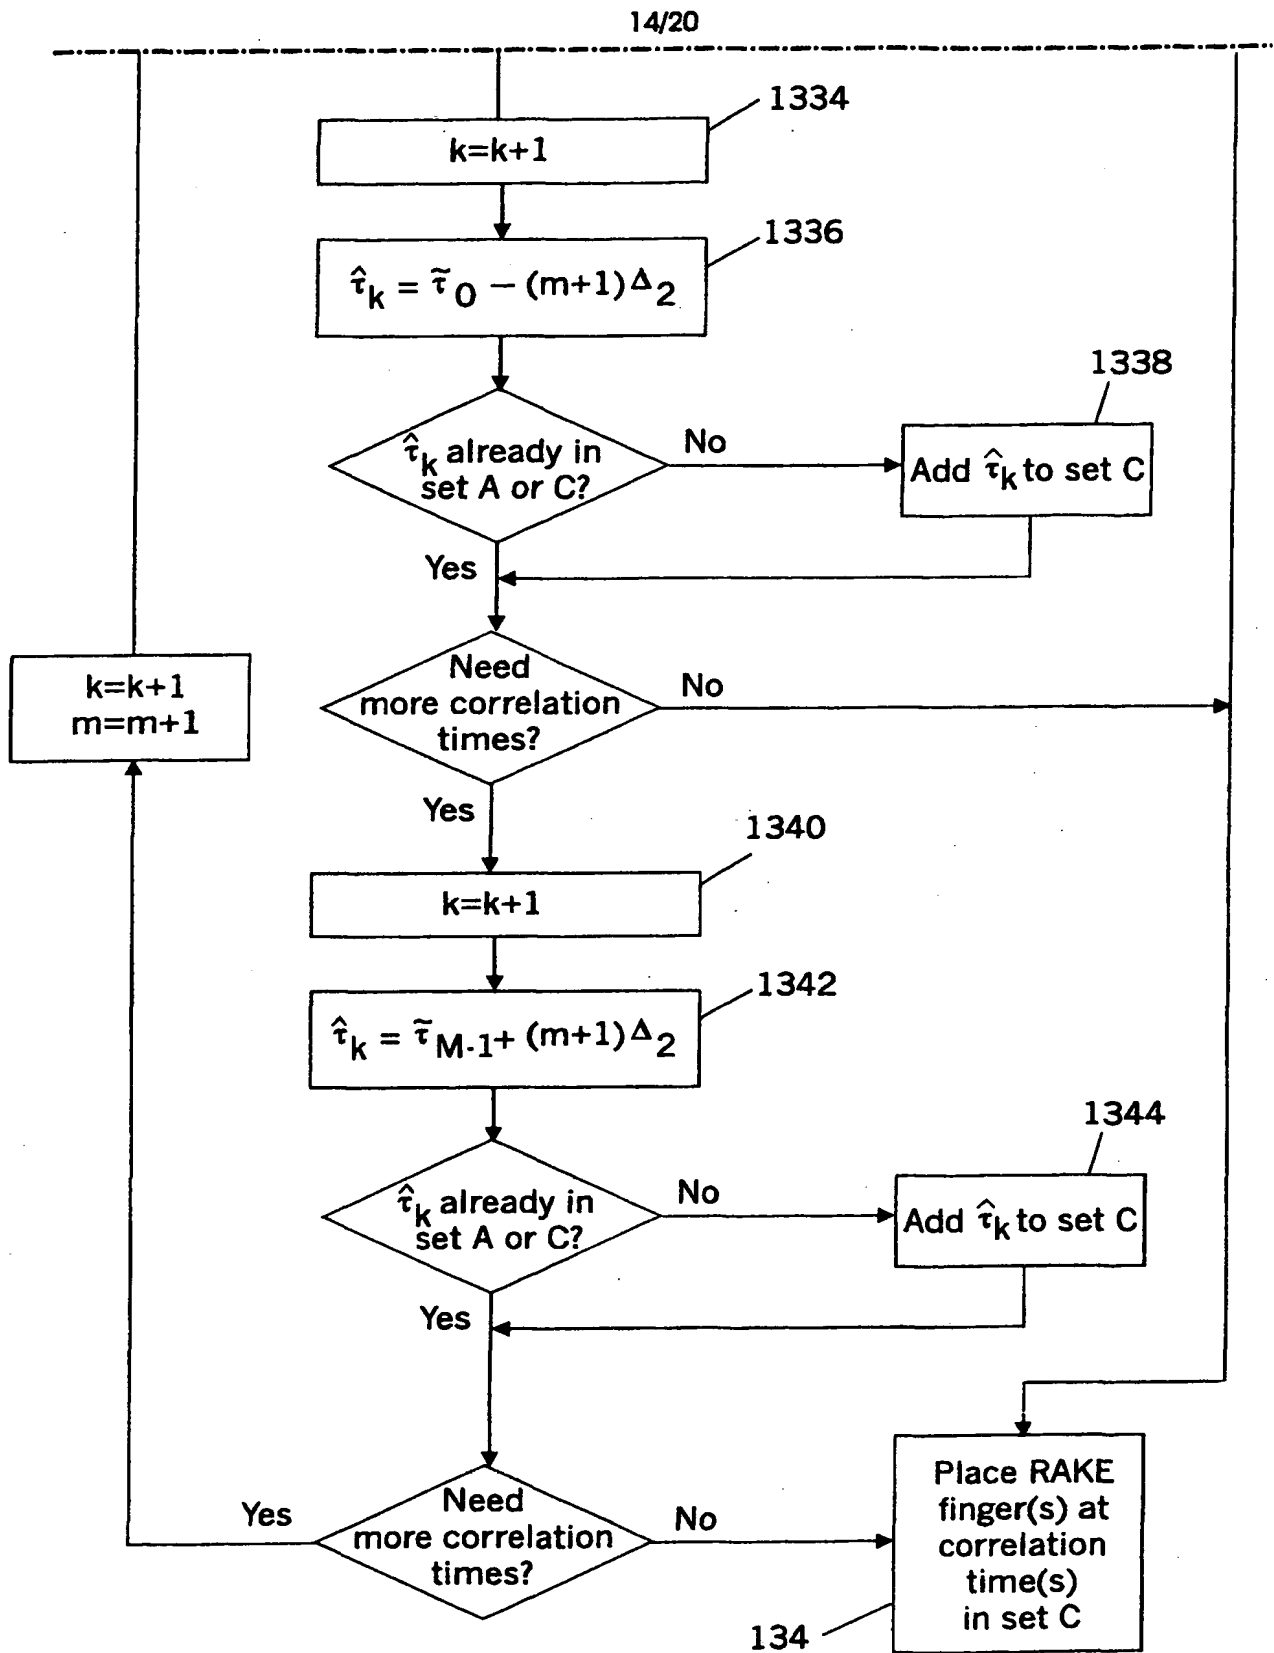 14/20
1334
k=k+1
1336
τ̂k = τ̃0 − (m+1)Δ2
1338
τ̂k already in
set A or C?
No
Add τ̂k to set C
Yes
k=k+1
m=m+1
Need
more correlation
times?
No
Yes
1340
k=k+1
1342
τ̂k = τ̃M-1+ (m+1)Δ2
1344
τ̂k already in
set A or C?
No
Add τ̂k to set C
Yes
Need
more correlation
times?
Yes
No
Place RAKE
finger(s) at
correlation
time(s)
in set C
134